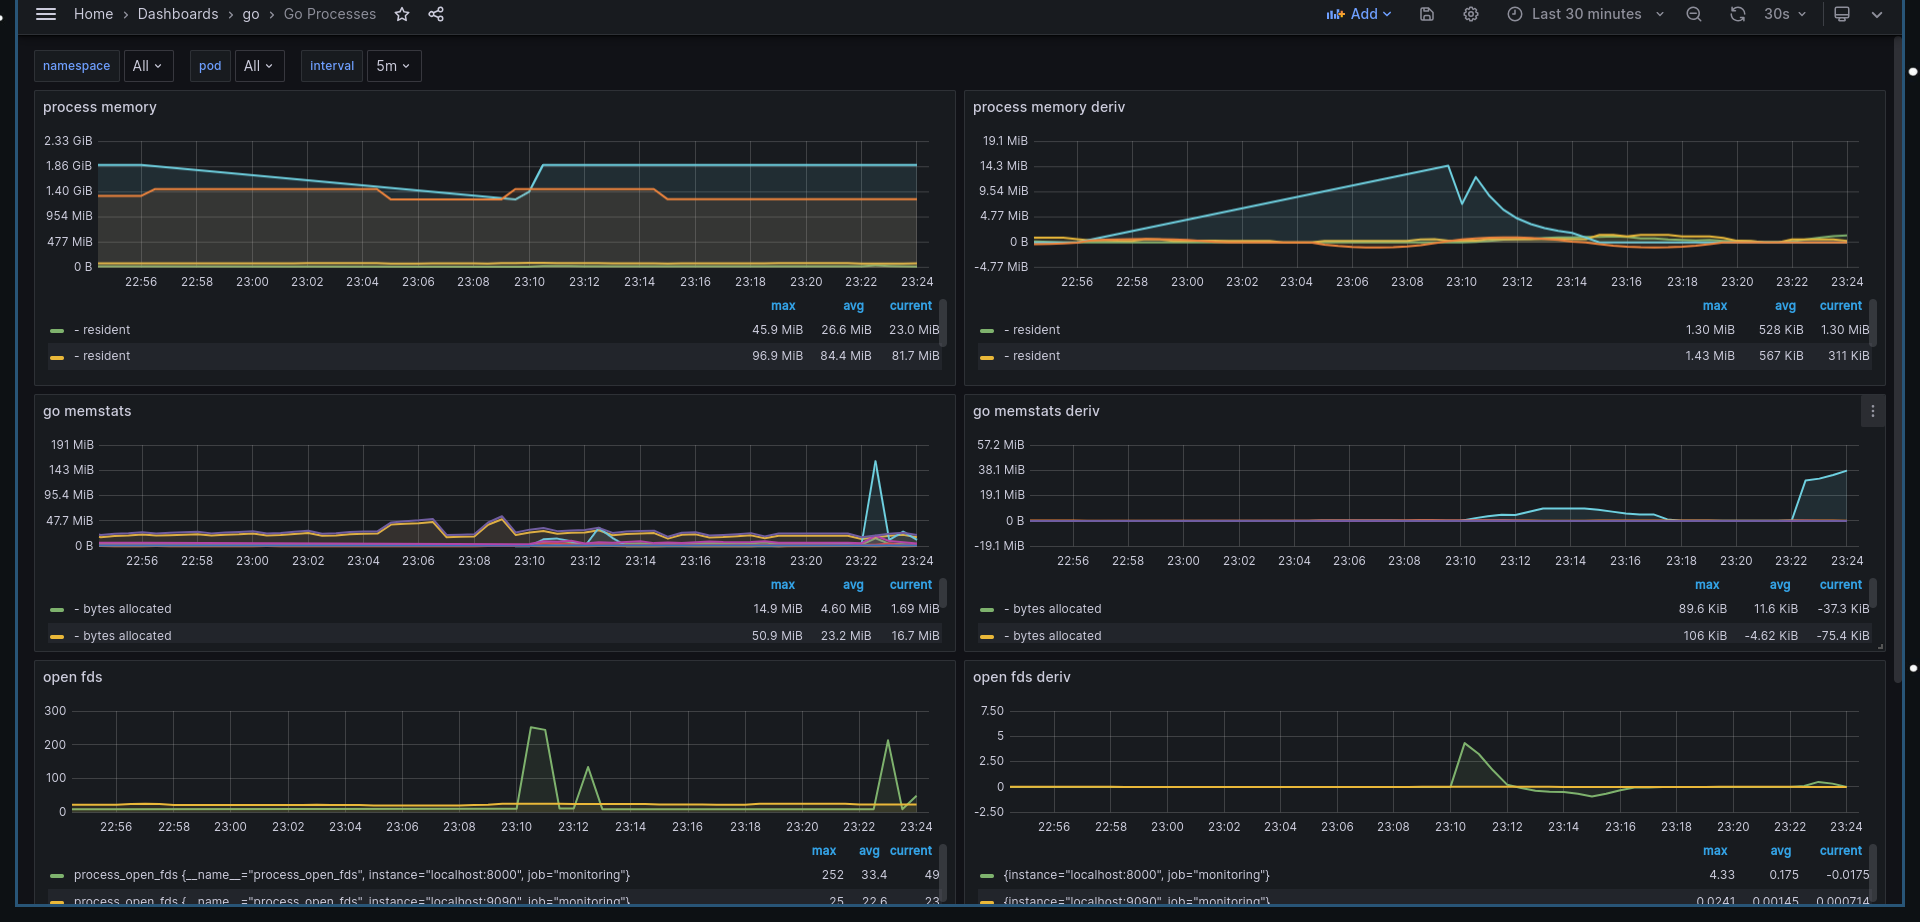 Home › Dashboards › go › Go Processes
Add
Last 30 minutes
30s
namespace All pod All interval 5m
process memory
2.33 GiB
1.86 GiB
1.40 GiB
954 MiB
477 MiB
0 B
22:56 22:58 23:00 23:02 23:04 23:06 23:08 23:10 23:12 23:14 23:16 23:18 23:20 23:22 23:24
max avg current
- resident 45.9 MiB 26.6 MiB 23.0 MiB
- resident 96.9 MiB 84.4 MiB 81.7 MiB
process memory deriv
19.1 MiB
14.3 MiB
9.54 MiB
4.77 MiB
0 B
-4.77 MiB
22:56 22:58 23:00 23:02 23:04 23:06 23:08 23:10 23:12 23:14 23:16 23:18 23:20 23:22 23:24
max avg current
- resident 1.30 MiB 528 KiB 1.30 MiB
- resident 1.43 MiB 567 KiB 311 KiB
go memstats
191 MiB
143 MiB
95.4 MiB
47.7 MiB
0 B
22:56 22:58 23:00 23:02 23:04 23:06 23:08 23:10 23:12 23:14 23:16 23:18 23:20 23:22 23:24
max avg current
- bytes allocated 14.9 MiB 4.60 MiB 1.69 MiB
- bytes allocated 50.9 MiB 23.2 MiB 16.7 MiB
go memstats deriv
57.2 MiB
38.1 MiB
19.1 MiB
0 B
-19.1 MiB
22:56 22:58 23:00 23:02 23:04 23:06 23:08 23:10 23:12 23:14 23:16 23:18 23:20 23:22 23:24
max avg current
- bytes allocated 89.6 KiB 11.6 KiB -37.3 KiB
- bytes allocated 106 KiB -4.62 KiB -75.4 KiB
open fds
300
200
100
0
22:56 22:58 23:00 23:02 23:04 23:06 23:08 23:10 23:12 23:14 23:16 23:18 23:20 23:22 23:24
max avg current
process_open_fds {__name__="process_open_fds", instance="localhost:8000", job="monitoring"} 252 33.4 49
process_open_fds {__name__="process_open_fds", instance="localhost:9090", job="monitoring"} 25 22.6 23
open fds deriv
7.50
5
2.50
0
-2.50
22:56 22:58 23:00 23:02 23:04 23:06 23:08 23:10 23:12 23:14 23:16 23:18 23:20 23:22 23:24
max avg current
{instance="localhost:8000", job="monitoring"} 4.33 0.175 -0.0175
{instance="localhost:9090", job="monitoring"} 0.0241 0.00145 0.000714